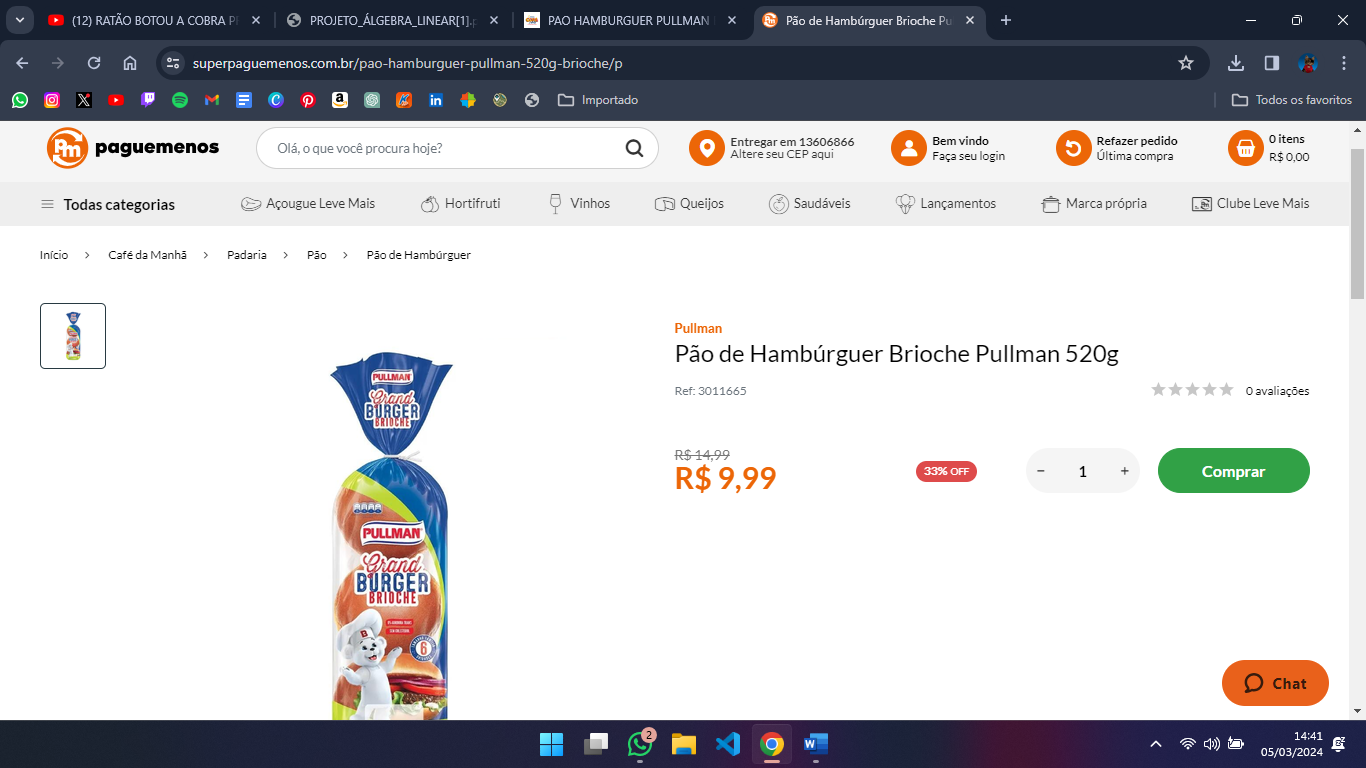 (12) RATÃO BOTOU A COBRA P
PROJETO_ÁLGEBRA_LINEAR[1].p
PAO HAMBURGUER PULLMAN
Pão de Hambúrguer Brioche Pu
superpaguemenos.com.br/pao-hamburguer-pullman-520g-brioche/p
Importado
Todos os favoritos
Pm paguemenos
Olá, o que você procura hoje?
Entregar em 13606866
Altere seu CEP aqui
Bem vindo
Faça seu login
Refazer pedido
Última compra
0 itens
R$ 0,00
Todas categorias
Açougue Leve Mais
Hortifruti
Vinhos
Queijos
Saudáveis
Lançamentos
Marca própria
Clube Leve Mais
Início > Café da Manhã > Padaria > Pão > Pão de Hambúrguer
PULLMAN
Grand
BURGER
BRIOCHE
PULLMAN
Grand
BURGER
BRIOCHE
B
6
Pullman
Pão de Hambúrguer Brioche Pullman 520g
Ref: 3011665
0 avaliações
R$ 14,99
R$ 9,99
33% OFF
− 1 +
Comprar
Chat
2
14:41
05/03/2024